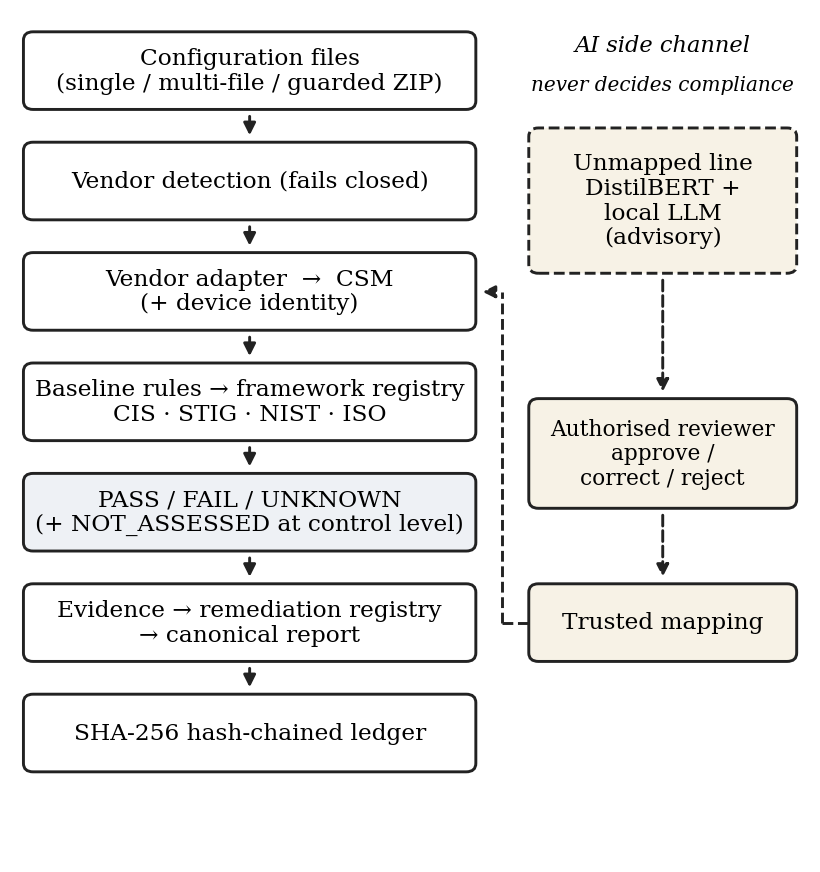 Configuration files
(single / multi-file / guarded ZIP)
Vendor detection (fails closed)
Vendor adapter → CSM
(+ device identity)
Baseline rules → framework registry
CIS · STIG · NIST · ISO
PASS / FAIL / UNKNOWN
(+ NOT_ASSESSED at control level)
Evidence → remediation registry
→ canonical report
SHA-256 hash-chained ledger
AI side channel
never decides compliance
Unmapped line
DistilBERT +
local LLM
(advisory)
Authorised reviewer
approve /
correct / reject
Trusted mapping